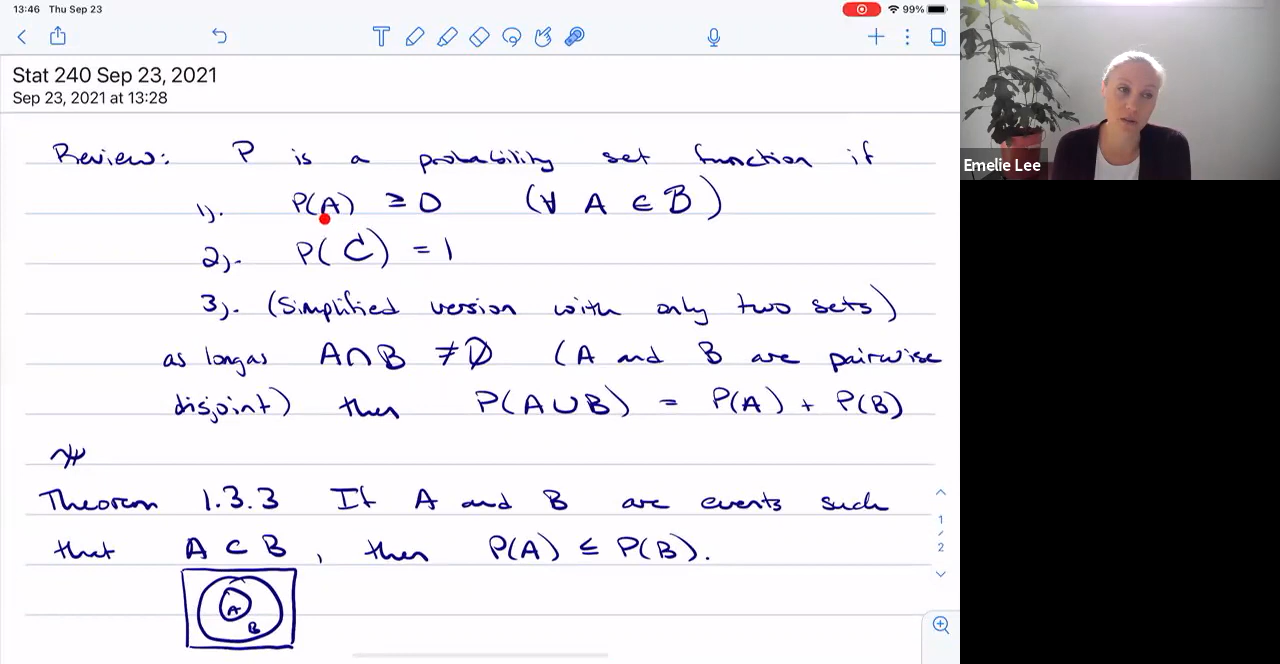 13:46 Thu Sep 23
99%
Stat 240 Sep 23, 2021
Sep 23, 2021 at 13:28
Review: P is a probability set function if
1). P(A) ≥ 0 (∀ A ∈ B)
2). P(C) = 1
3). (Simplified version with only two sets)
as long as A∩B ≠ ∅ (A and B are pairwise
disjoint) then P(A∪B) = P(A) + P(B)
Theorem 1.3.3 If A and B are events such
that A ⊂ B, then P(A) ≤ P(B).
A
B
1
/
2
Emelie Lee